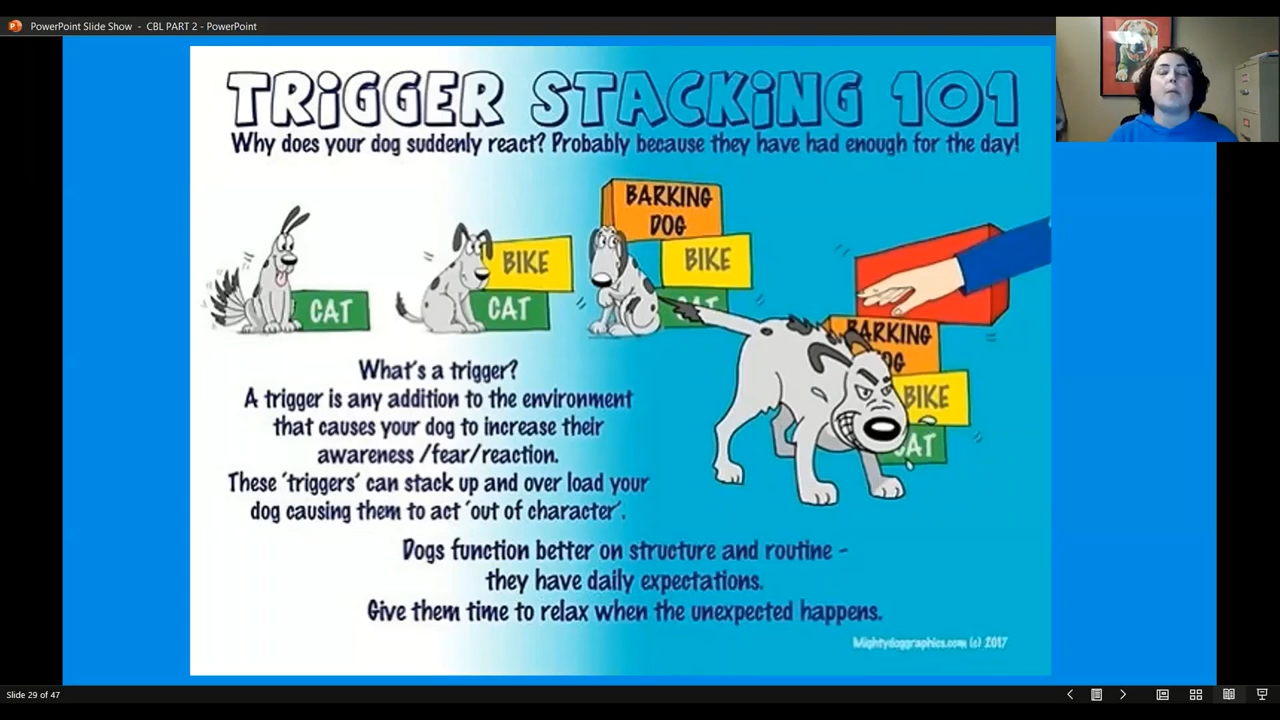 PowerPoint Slide Show - CBL PART 2 - PowerPoint
TRiGGER STACKiNG 101
Why does your dog suddenly react? Probably because they have had enough for the day!
CAT
BIKE
CAT
BARKING
DOG
BIKE
CAT
BARKING
DOG
BIKE
CAT
What's a trigger?
A trigger is any addition to the environment
that causes your dog to increase their
awareness /fear/reaction.
These 'triggers' can stack up and over load your
dog causing them to act 'out of character'.
Dogs function better on structure and routine -
they have daily expectations.
Give them time to relax when the unexpected happens.
Mightydoggraphics.com (c) 2017
Slide 29 of 47